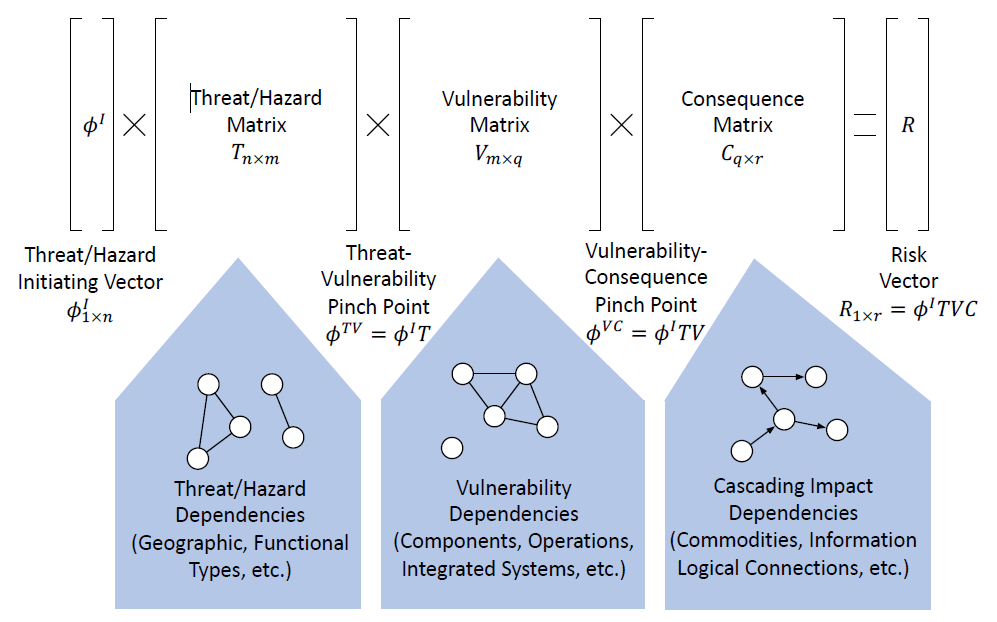 ϕ^I × Threat/Hazard Matrix T_{n×m} × Vulnerability Matrix V_{m×q} × Consequence Matrix C_{q×r} = R
Threat/Hazard
Initiating Vector
ϕ^I_{1×n}
Threat-
Vulnerability
Pinch Point
ϕ^{TV} = ϕ^I T
Vulnerability-
Consequence
Pinch Point
ϕ^{VC} = ϕ^I TV
Risk
Vector
R_{1×r} = ϕ^I TVC
Threat/Hazard
Dependencies
(Geographic, Functional
Types, etc.)
Vulnerability
Dependencies
(Components, Operations,
Integrated Systems, etc.)
Cascading Impact
Dependencies
(Commodities, Information
Logical Connections, etc.)